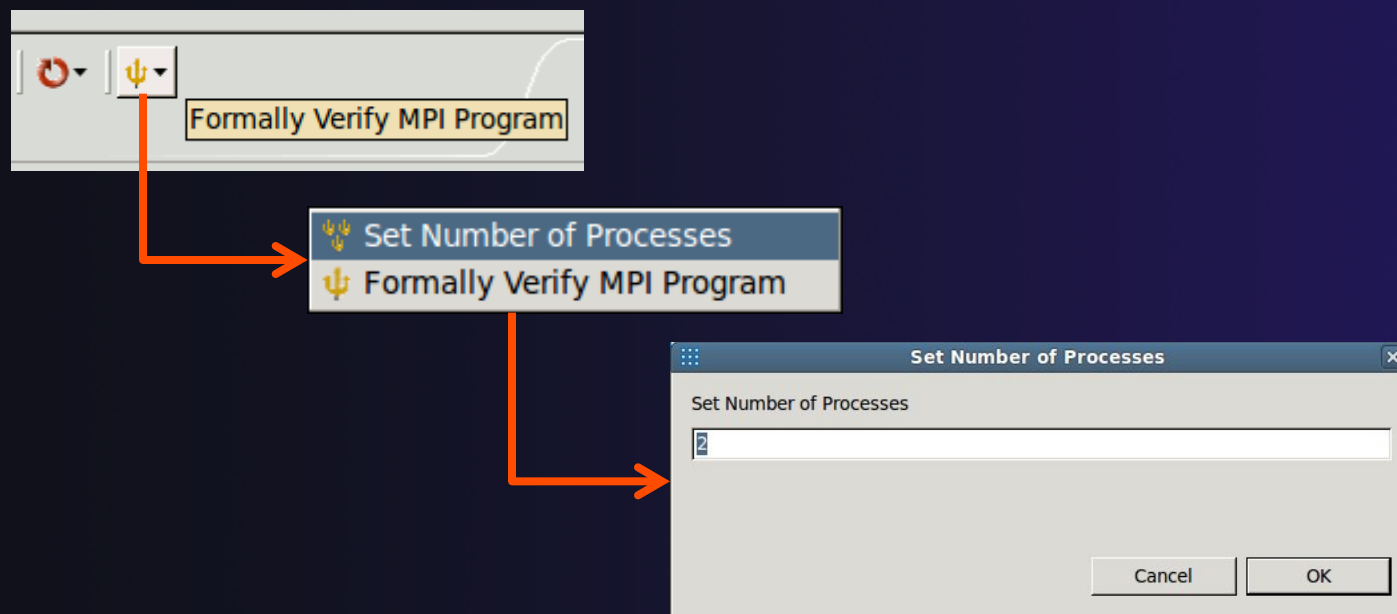 Formally Verify MPI Program
Set Number of Processes
Formally Verify MPI Program
Set Number of Processes
Set Number of Processes
2
Cancel OK